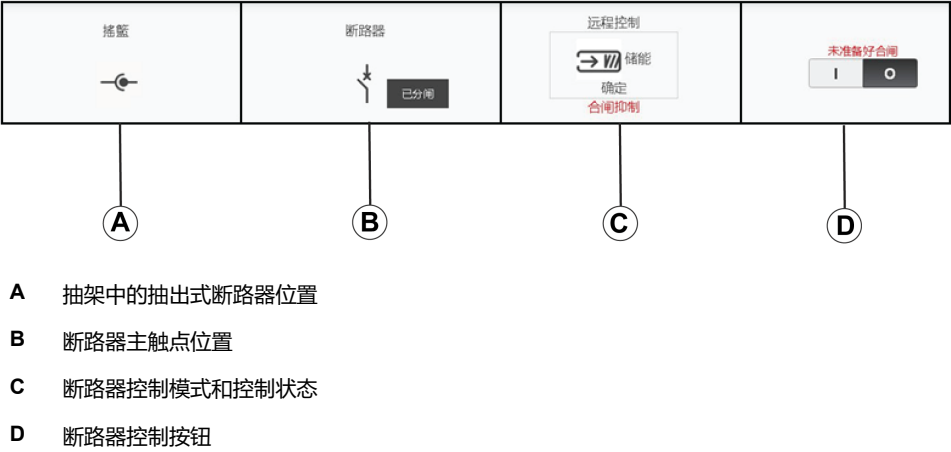 摇篮
断路器
已分闸
远程控制
储能
确定
合闸抑制
未准备好合闸
I
O
A
B
C
D
A 抽架中的抽出式断路器位置
B 断路器主触点位置
C 断路器控制模式和控制状态
D 断路器控制按钮